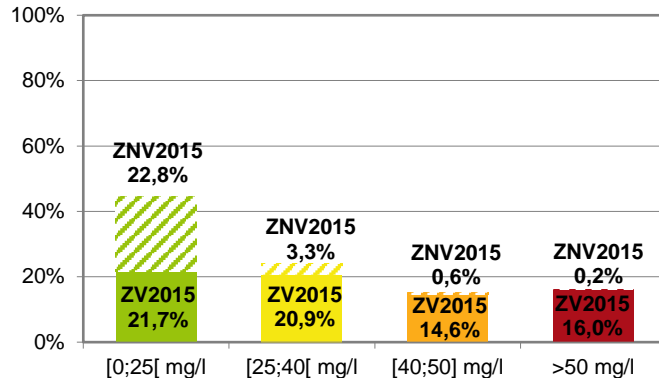 100%
80%
60%
40%
20%
0%
ZNV2015
22,8%
ZV2015
21,7%
ZNV2015
3,3%
ZV2015
20,9%
ZNV2015
0,6%
ZV2015
14,6%
ZNV2015
0,2%
ZV2015
16,0%
[0;25[ mg/l
[25;40[ mg/l
[40;50] mg/l
>50 mg/l